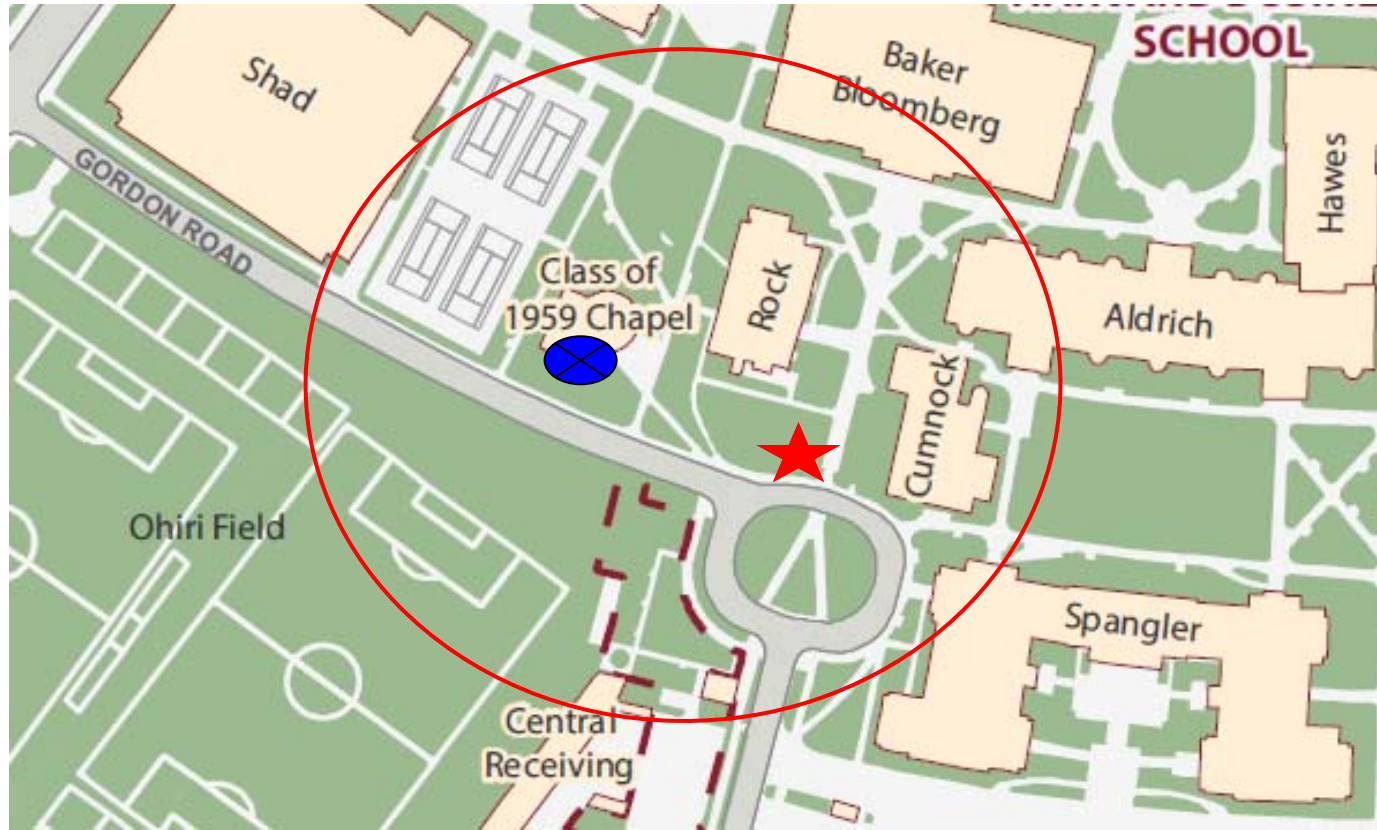 SCHOOL
Shad
Baker
Bloomberg
Hawes
GORDON ROAD
Class of
1959 Chapel
Rock
Aldrich
Cumnock
Ohiri Field
Spangler
Central
Receiving